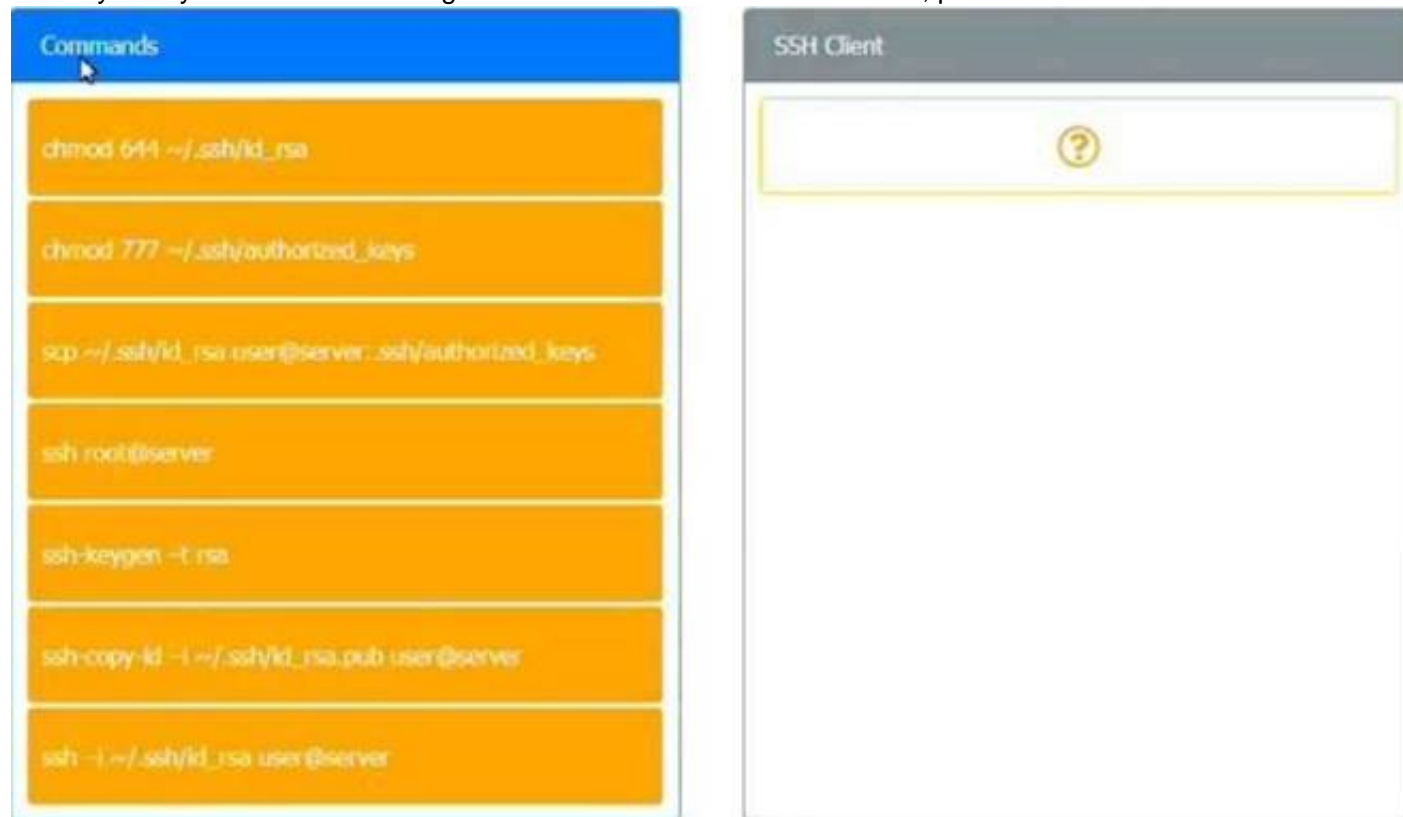 Commands
SSH Client
?
chmod 644 ~/.ssh/id_rsa
chmod 777 ~/.ssh/authorized_keys
scp ~/.ssh/id_rsa user@server:.ssh/authorized_keys
ssh root@server
ssh-keygen -t rsa
ssh-copy-id -i ~/.ssh/id_rsa.pub user@server
ssh -i ~/.ssh/id_rsa user@server